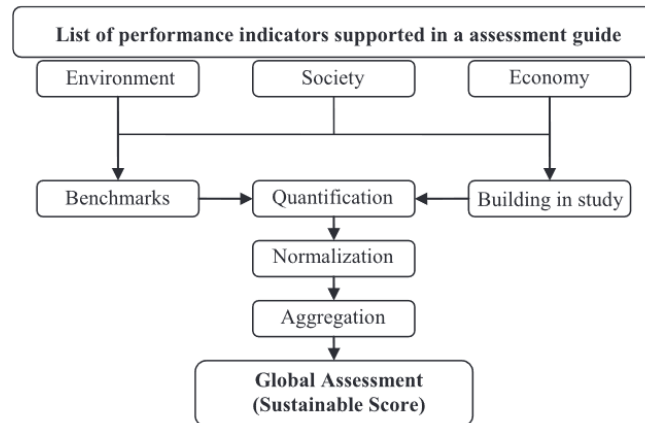 List of performance indicators supported in a assessment guide
Environment
Society
Economy
Benchmarks
Quantification
Building in study
Normalization
Aggregation
Global Assessment
(Sustainable Score)